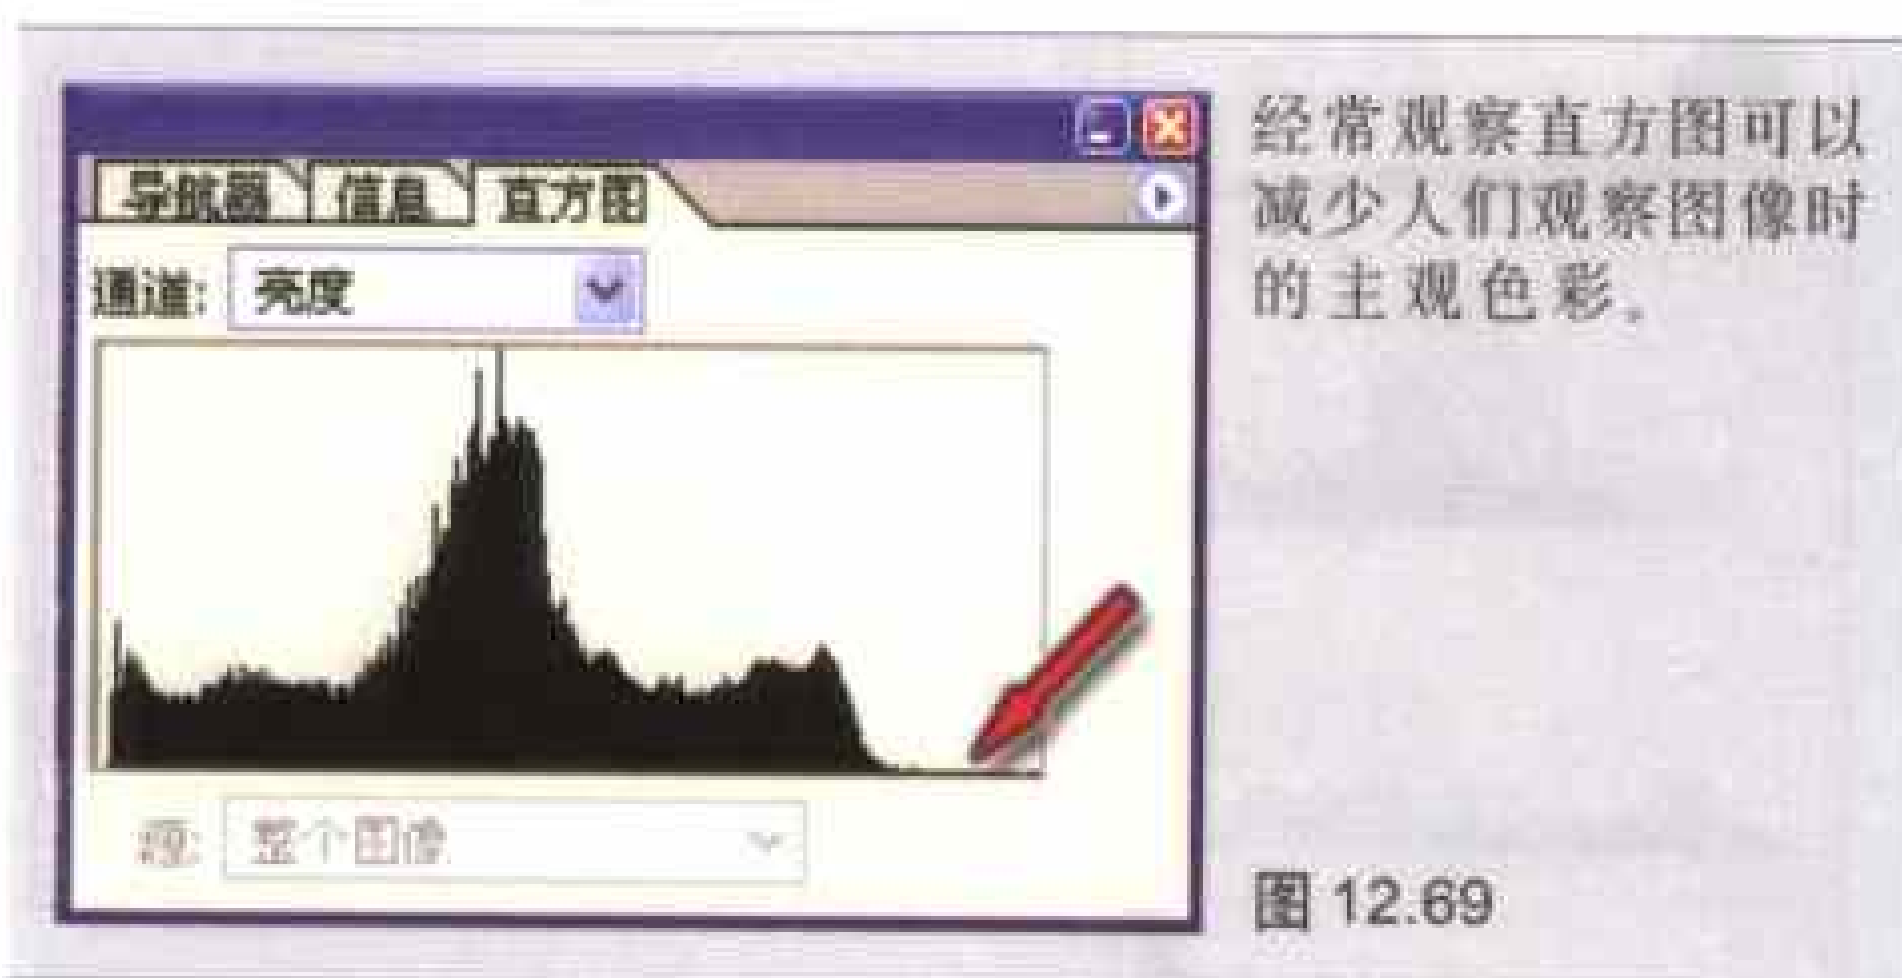 导航器 信息 直方图
通道: 亮度
源: 整个图像
经常观察直方图可以
减少人们观察图像时
的主观色彩。
图 12.69